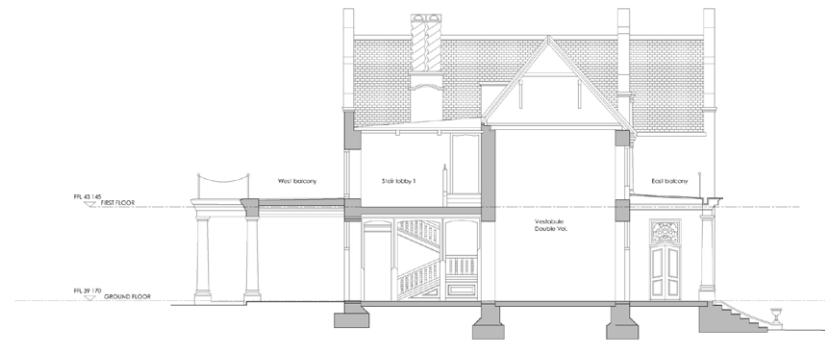 West balcony
Stair lobby 1
East balcony
FFL 43 145
FIRST FLOOR
Vestibule
Double Vol.
FFL 39 170
GROUND FLOOR